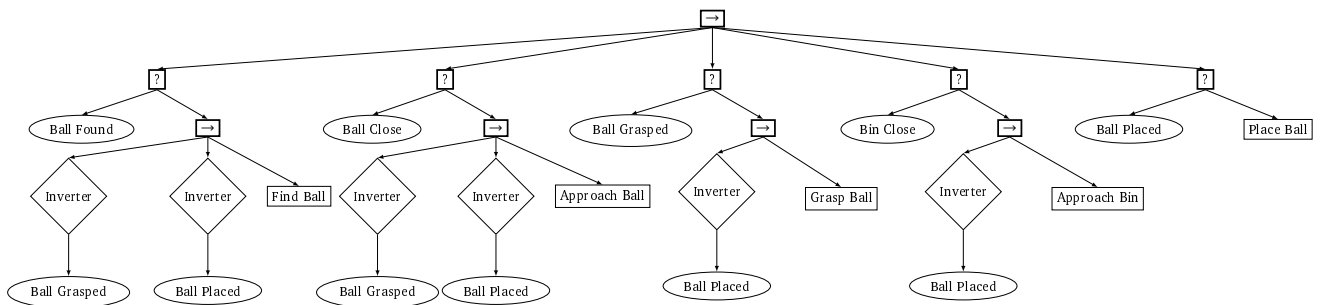 →
? ? ? ? ?
Ball Found → Ball Close → Ball Grasped → Bin Close → Ball Placed Place Ball
Inverter Inverter Find Ball Inverter Inverter Approach Ball Inverter Grasp Ball Inverter Approach Bin
Ball Grasped Ball Placed Ball Grasped Ball Placed Ball Placed Ball Placed